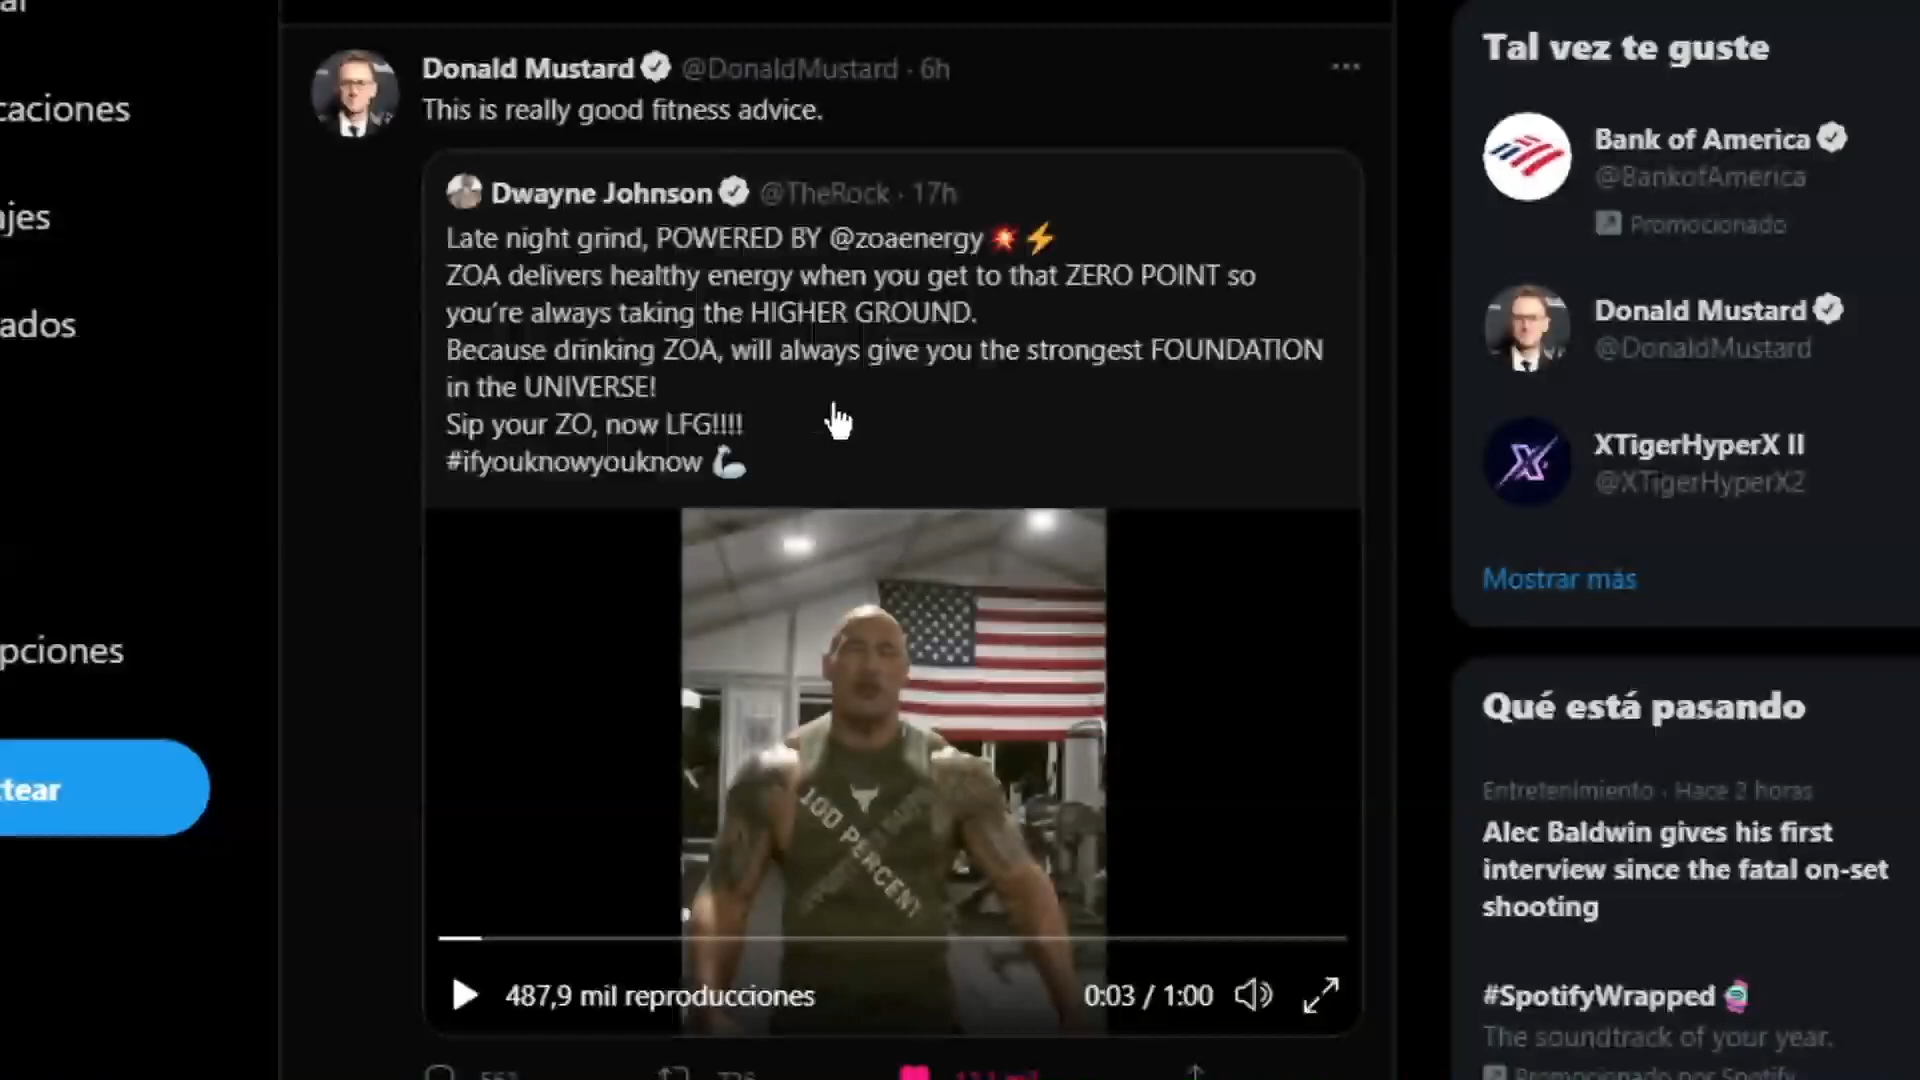 caciones
ajes
ados
pciones
ttear
Donald Mustard @DonaldMustard · 6h
This is really good fitness advice.
Dwayne Johnson @TheRock · 17h
Late night grind, POWERED BY @zoaenergy 💥⚡
ZOA delivers healthy energy when you get to that ZERO POINT so
you're always taking the HIGHER GROUND.
Because drinking ZOA, will always give you the strongest FOUNDATION
in the UNIVERSE!
Sip your ZO, now LFG!!!!
#ifyouknowyouknow 💪
100 PERCENT
487,9 mil reproducciones
0:03 / 1:00
Tal vez te guste
Bank of America
@BankofAmerica
Promocionado
Donald Mustard
@DonaldMustard
XTigerHyperX II
@XTigerHyperX2
Mostrar más
Qué está pasando
Entretenimiento · Hace 2 horas
Alec Baldwin gives his first
interview since the fatal on-set
shooting
#SpotifyWrapped
The soundtrack of your year.
Promocionado por Spotify